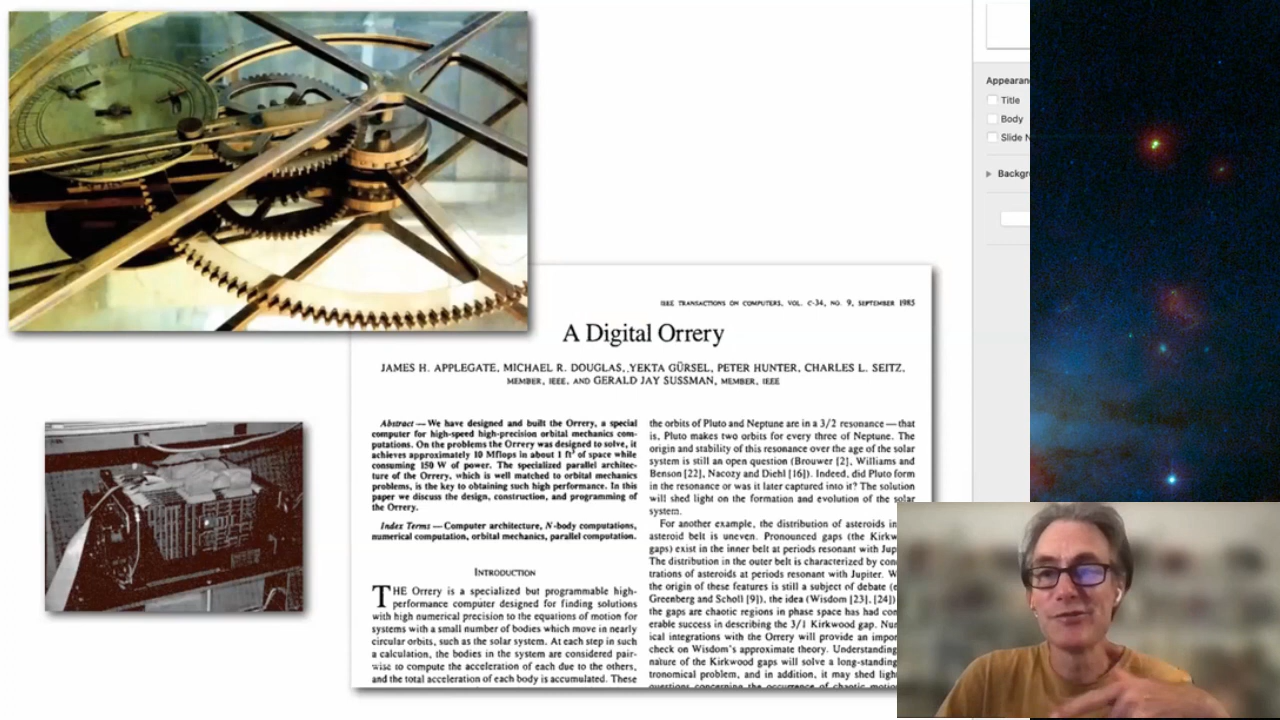 IEEE TRANSACTIONS ON COMPUTERS, VOL. C-34, NO. 9, SEPTEMBER 1985
A Digital Orrery
JAMES H. APPLEGATE, MICHAEL R. DOUGLAS, YEKTA GÜRSEL, PETER HUNTER, CHARLES L. SEITZ,
MEMBER, IEEE, AND GERALD JAY SUSSMAN, MEMBER, IEEE
Abstract — We have designed and built the Orrery, a special
computer for high-speed high-precision orbital mechanics com-
putations. On the problems the Orrery was designed to solve, it
achieves approximately 10 Mflops in about 1 ft³ of space while
consuming 150 W of power. The specialized parallel architec-
ture of the Orrery, which is well matched to orbital mechanics
problems, is the key to obtaining such high performance. In this
paper we discuss the design, construction, and programming of
the Orrery.
Index Terms — Computer architecture, N-body computations,
numerical computation, orbital mechanics, parallel computation.
INTRODUCTION
THE Orrery is a specialized but programmable high-
performance computer designed for finding solutions
with high numerical precision to the equations of motion for
systems with a small number of bodies which move in nearly
circular orbits, such as the solar system. At each step in such
a calculation, the bodies in the system are considered pair-
wise to compute the acceleration of each due to the others,
and the total acceleration of each body is accumulated. These
the orbits of Pluto and Neptune are in a 3/2 resonance — that
is, Pluto makes two orbits for every three of Neptune. The
origin and stability of this resonance over the age of the solar
system is still an open question (Brouwer [2], Williams and
Benson [22], Nacozy and Diehl [16]). Indeed, did Pluto form
in the resonance or was it later captured into it? The solution
will shed light on the formation and evolution of the solar
system.
For another example, the distribution of asteroids in
asteroid belt is uneven. Pronounced gaps (the Kirkw
gaps) exist in the inner belt at periods resonant with Jup
The distribution in the outer belt is characterized by con
trations of asteroids at periods resonant with Jupiter. W
the origin of these features is still a subject of debate (
Greenberg and Scholl [9]), the idea (Wisdom [23], [24])
the gaps are chaotic regions in phase space has had con
erable success in describing the 3/1 Kirkwood gap. Num
ical integrations with the Orrery will provide an impor
check on Wisdom's approximate theory. Understanding
nature of the Kirkwood gaps will solve a long-standing
tronomical problem, and in addition, it may shed ligh
questions concerning the occurrence of chaotic motio
Appearan
Title
Body
Slide N
Backgr